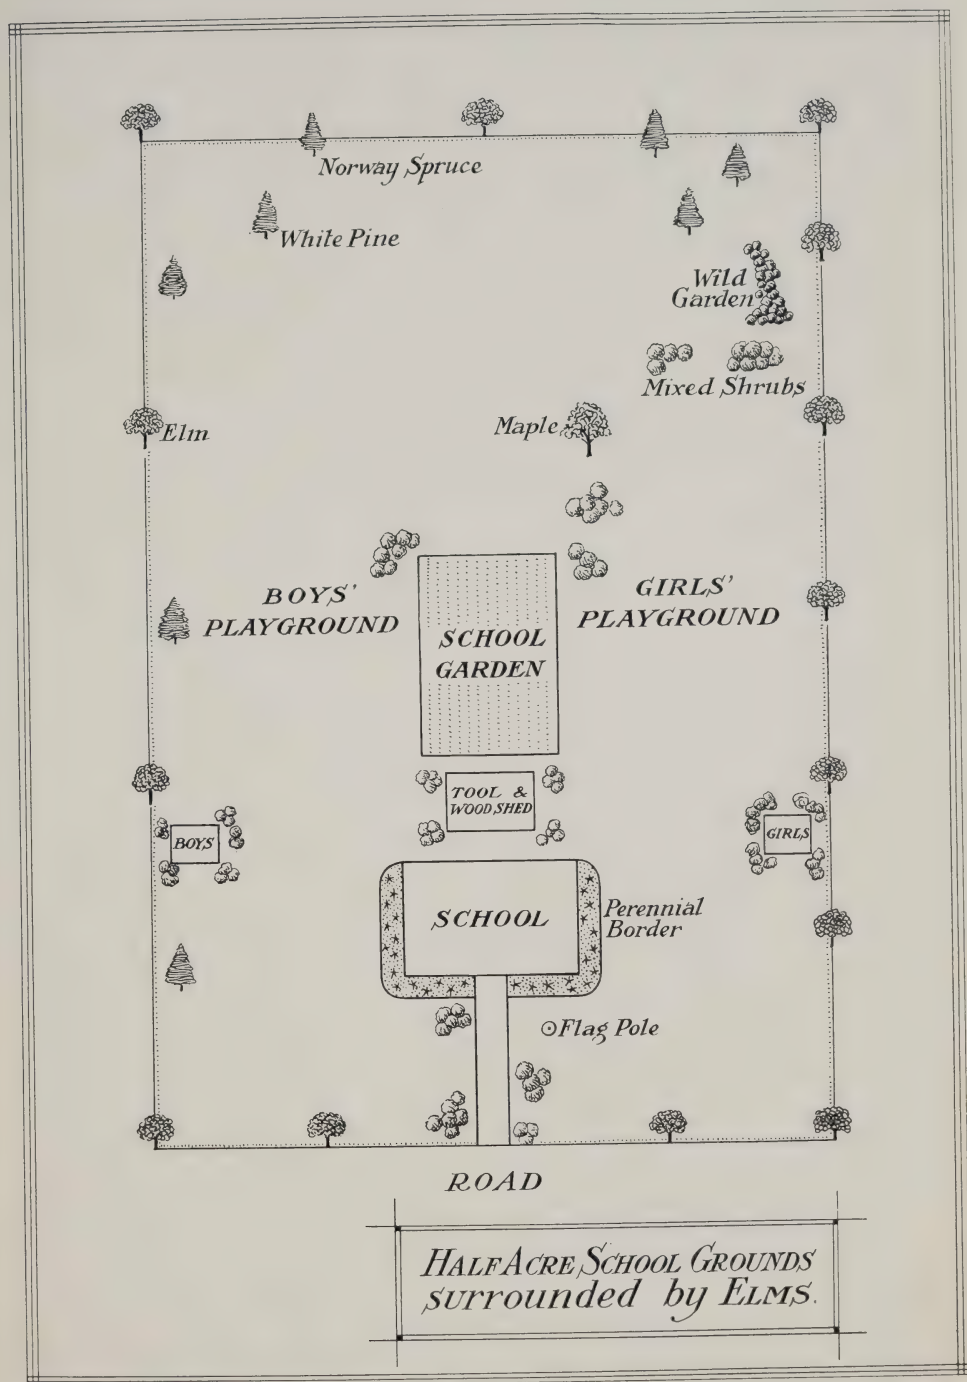 Norway Spruce
White Pine
Wild
Garden
Mixed Shrubs
Elm
Maple
BOYS'
PLAYGROUND
GIRLS'
PLAYGROUND
SCHOOL
GARDEN
TOOL &
WOOD SHED
BOYS
GIRLS
SCHOOL
Perennial
Border
Flag Pole
ROAD
HALF ACRE SCHOOL GROUNDS
surrounded by ELMS.